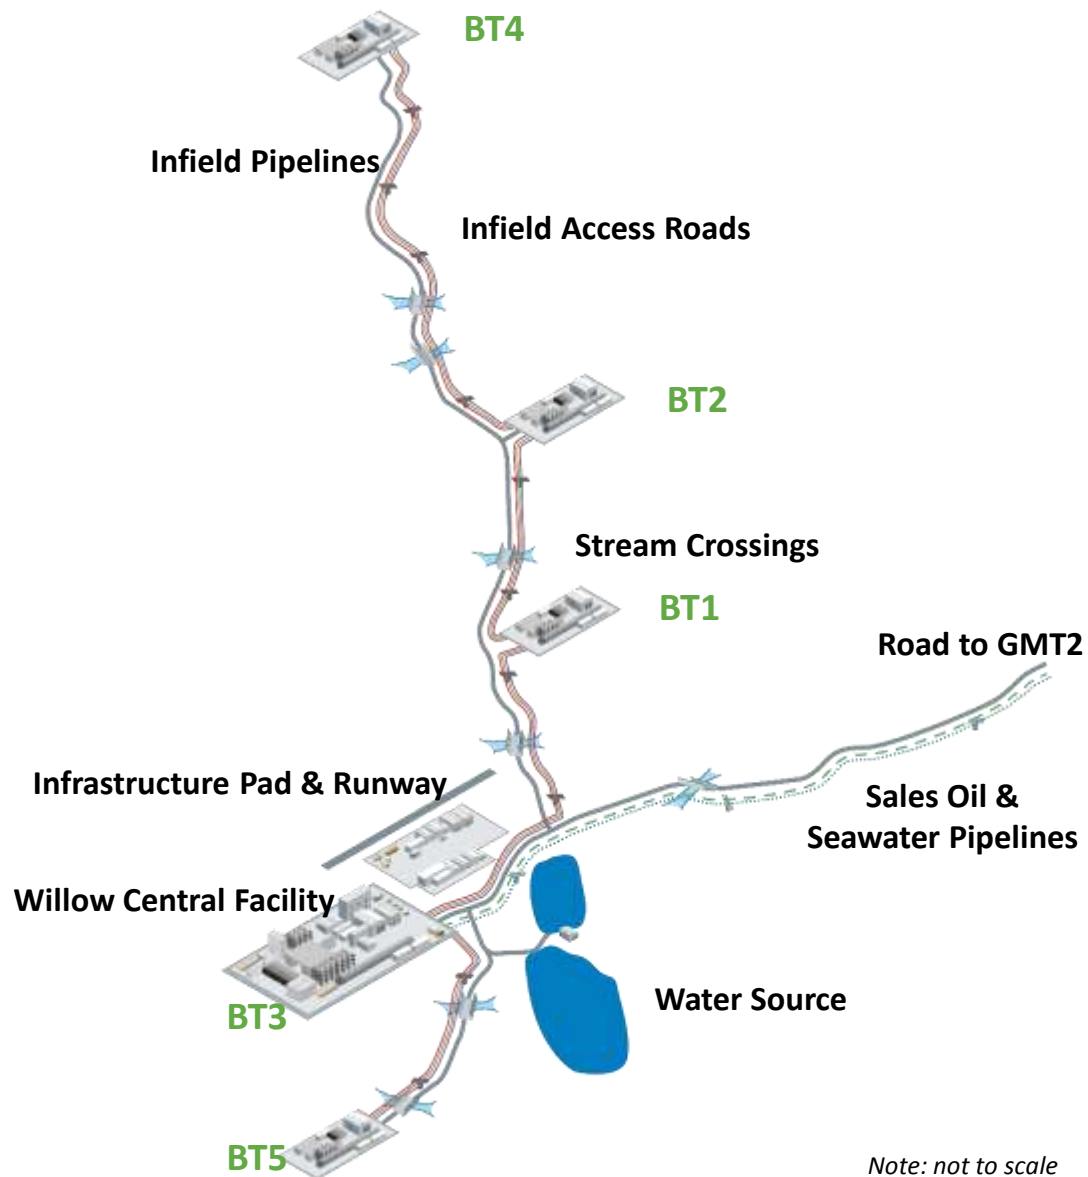 BT4
Infield Pipelines
Infield Access Roads
BT2
Stream Crossings
BT1
Road to GMT2
Infrastructure Pad & Runway
Sales Oil &
Seawater Pipelines
Willow Central Facility
Water Source
BT3
BT5
Note: not to scale